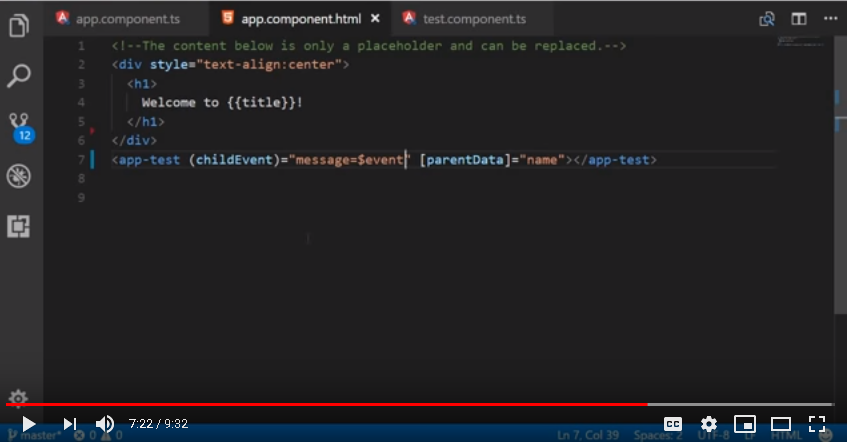 app.component.ts
app.component.html
test.component.ts
1 <!--The content below is only a placeholder and can be replaced.-->
2 <div style="text-align:center">
3 <h1>
4 Welcome to {{title}}!
5 </h1>
6 </div>
7 <app-test (childEvent)="message=$event" [parentData]="name"></app-test>
8
9
12
7:22 / 9:32
CC
master* 0 0
Ln 7, Col 39 Spaces: 2 UTF-8 LF HTML